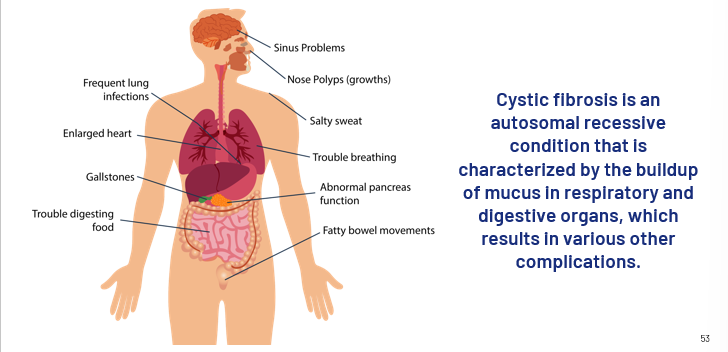 Sinus Problems
Nose Polyps (growths)
Frequent lung
infections
Salty sweat
Enlarged heart
Trouble breathing
Gallstones
Abnormal pancreas
function
Trouble digesting
food
Fatty bowel movements
Cystic fibrosis is an
autosomal recessive
condition that is
characterized by the buildup
of mucus in respiratory and
digestive organs, which
results in various other
complications.
53